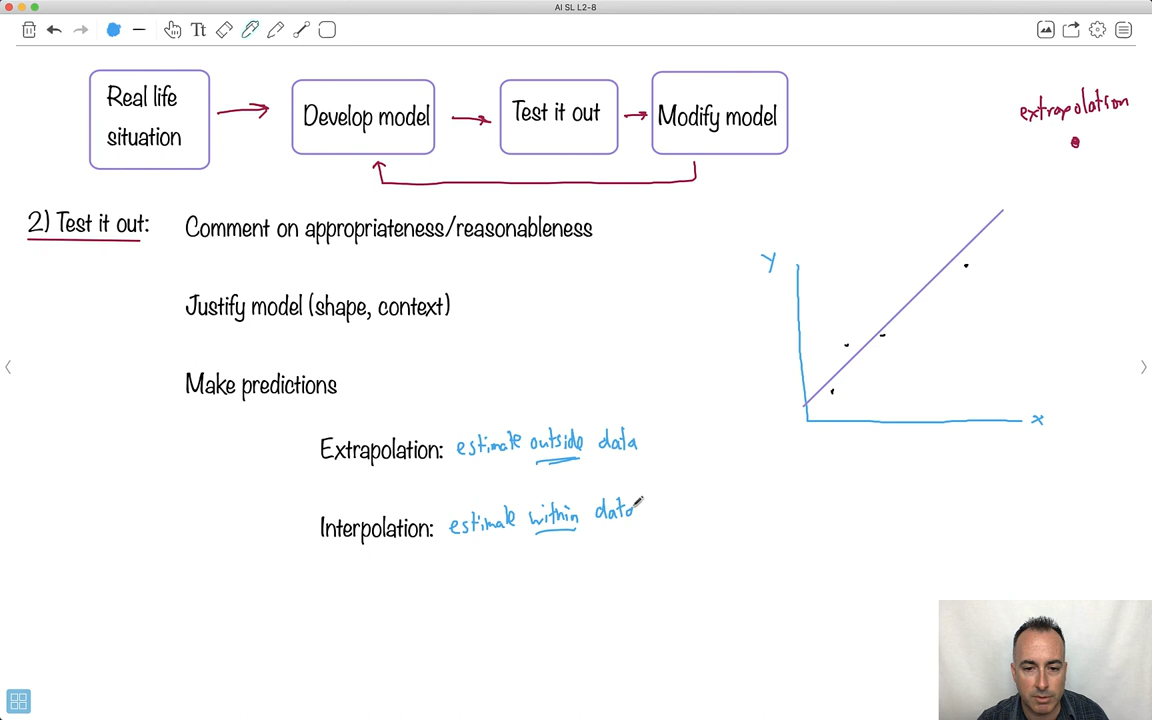 AI SL L2-8
Tt
Real life
situation
Develop model
Test it out
Modify model
extrapolation
2) Test it out:
Comment on appropriateness/reasonableness
Y
Justify model (shape, context)
Make predictions
x
Extrapolation: estimate outside data
Interpolation: estimate within data